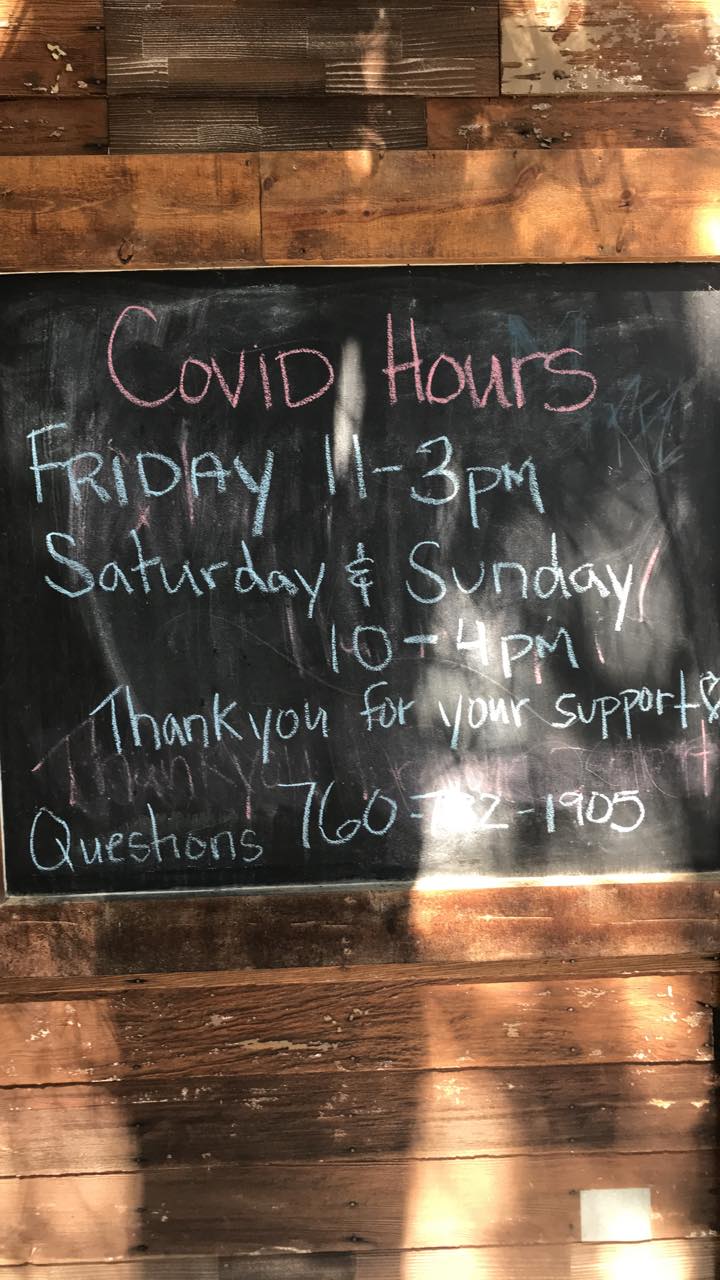 Covid Hours
FRIDAY 11-3pm
Saturday & Sunday
10-4pm
Thank you for your support
Questions 760- -1905